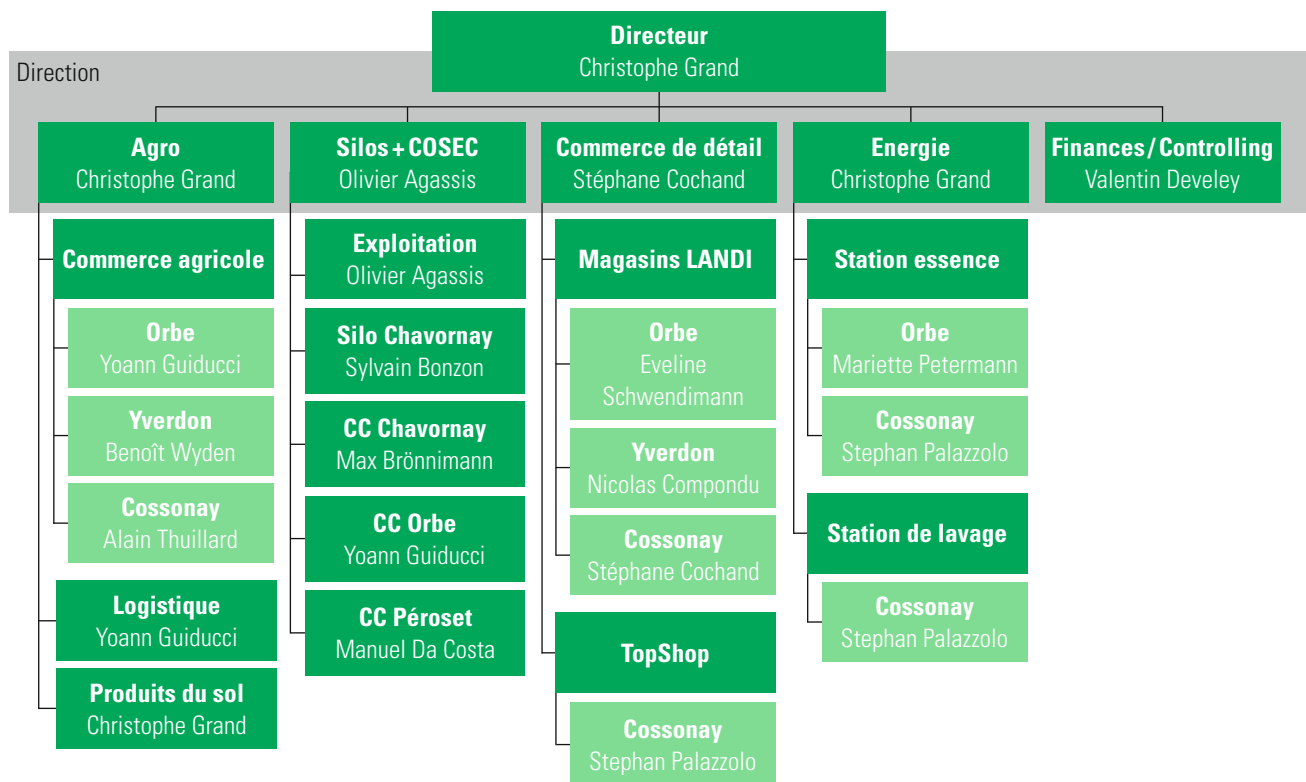 Directeur
Christophe Grand
Direction
Agro
Christophe Grand
Silos + COSEC
Olivier Agassis
Commerce de détail
Stéphane Cochand
Energie
Christophe Grand
Finances / Controlling
Valentin Develey
Commerce agricole
Orbe
Yoann Guiducci
Yverdon
Benoît Wyden
Cossonay
Alain Thuillard
Logistique
Yoann Guiducci
Produits du sol
Christophe Grand
Exploitation
Olivier Agassis
Silo Chavornay
Sylvain Bonzon
CC Chavornay
Max Brönnimann
CC Orbe
Yoann Guiducci
CC Péroset
Manuel Da Costa
Magasins LANDI
Orbe
Eveline
Schwendimann
Yverdon
Nicolas Compondu
Cossonay
Stéphane Cochand
TopShop
Cossonay
Stephan Palazzolo
Station essence
Orbe
Mariette Petermann
Cossonay
Stephan Palazzolo
Station de lavage
Cossonay
Stephan Palazzolo